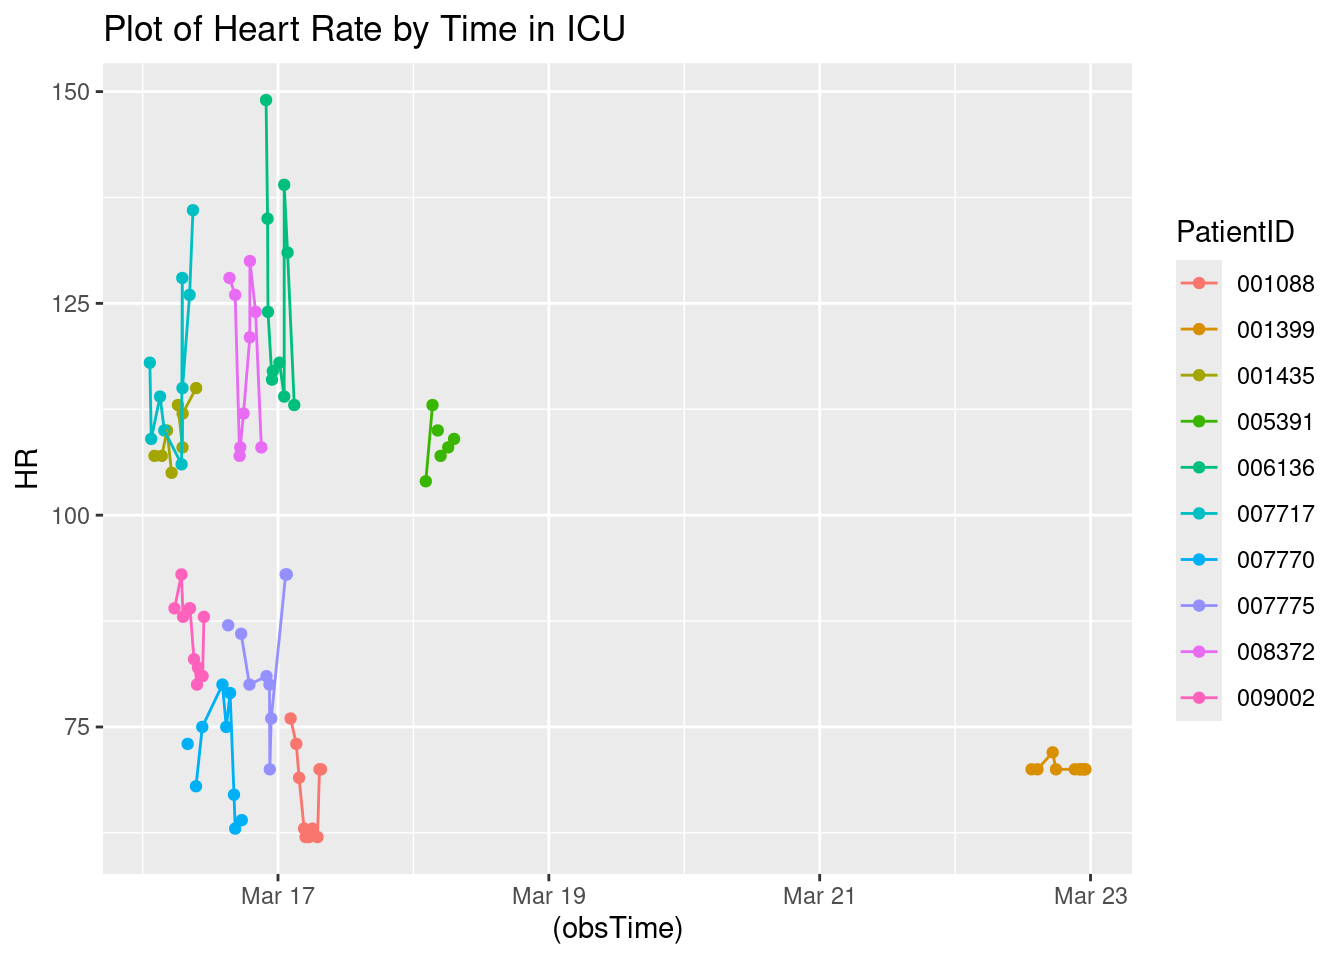 Plot of Heart Rate by Time in ICU
150
125
100
75
HR
Mar 17
Mar 19
Mar 21
Mar 23
(obsTime)
PatientID
001088
001399
001435
005391
006136
007717
007770
007775
008372
009002